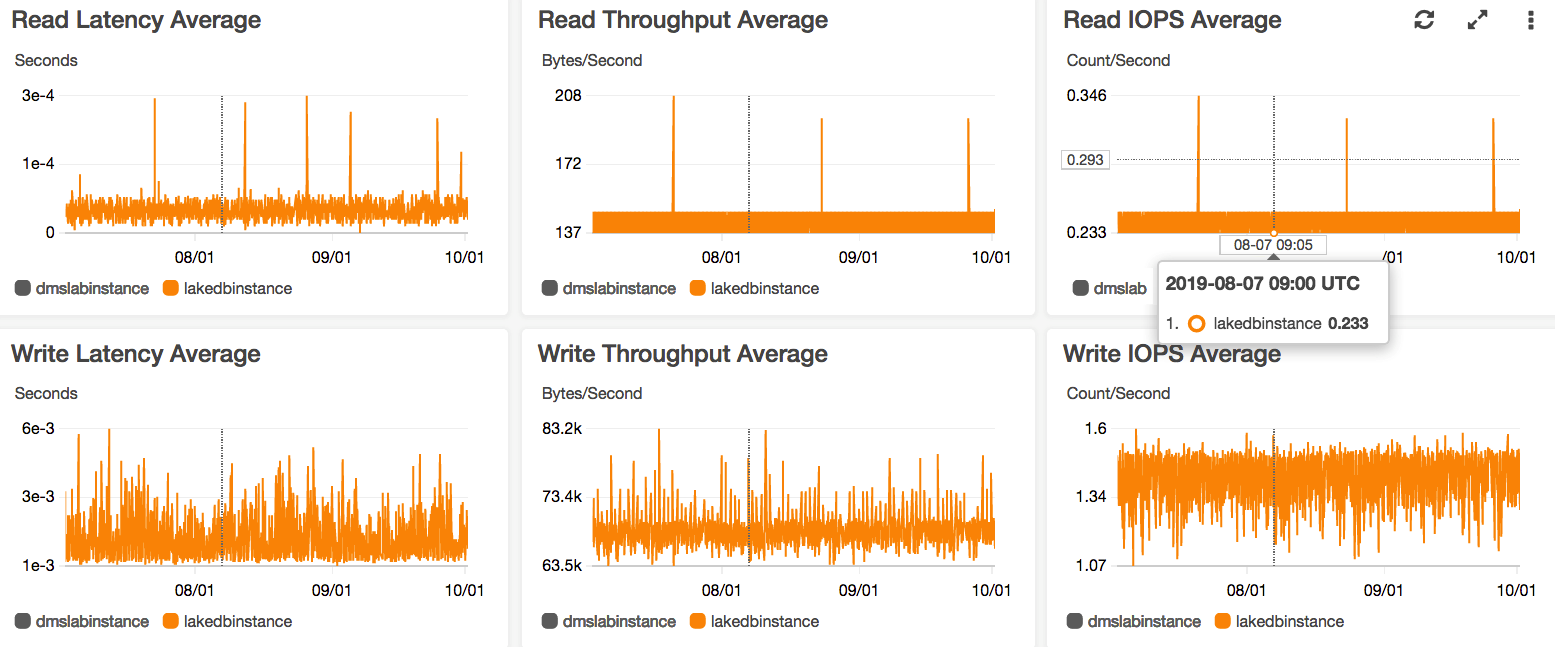 Read Latency Average
Seconds
3e-4
1e-4
0
08/01 09/01 10/01
dmslabinstance lakedbinstance
Read Throughput Average
Bytes/Second
208
172
137
08/01 09/01 10/01
dmslabinstance lakedbinstance
Read IOPS Average
Count/Second
0.346
0.293
0.233
08-07 09:05
/01 10/01
dmslab
2019-08-07 09:00 UTC
1. lakedbinstance 0.233
Write Latency Average
Seconds
6e-3
3e-3
1e-3
08/01 09/01 10/01
dmslabinstance lakedbinstance
Write Throughput Average
Bytes/Second
83.2k
73.4k
63.5k
08/01 09/01 10/01
dmslabinstance lakedbinstance
Write IOPS Average
Count/Second
1.6
1.34
1.07
08/01 09/01 10/01
dmslabinstance lakedbinstance